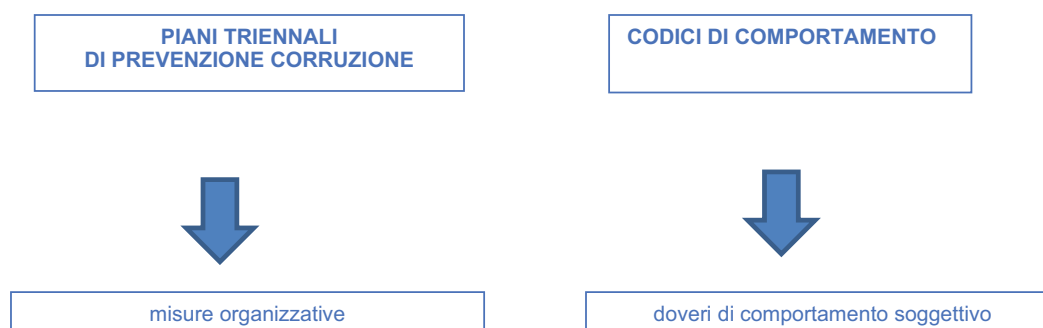 PIANI TRIENNALI
DI PREVENZIONE CORRUZIONE
CODICI DI COMPORTAMENTO
misure organizzative
doveri di comportamento soggettivo